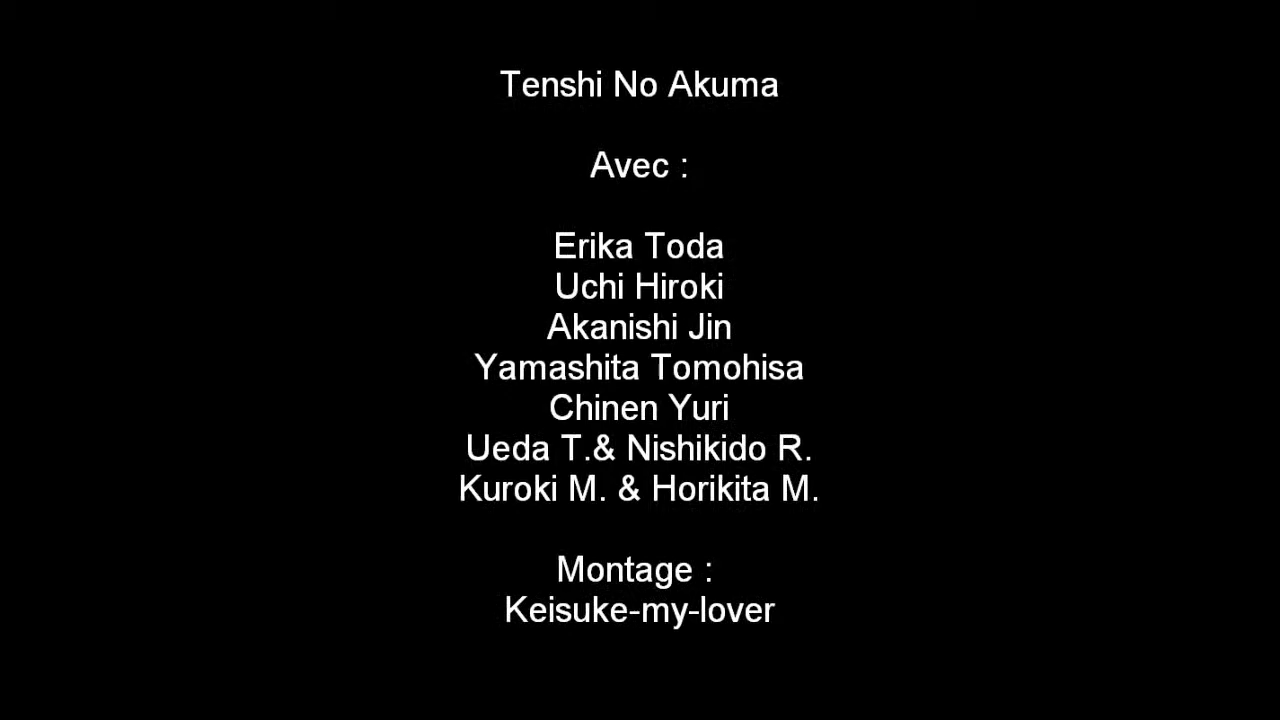 Tenshi No Akuma
Avec :
Erika Toda
Uchi Hiroki
Akanishi Jin
Yamashita Tomohisa
Chinen Yuri
Ueda T.& Nishikido R.
Kuroki M. & Horikita M.
Montage :
Keisuke-my-lover